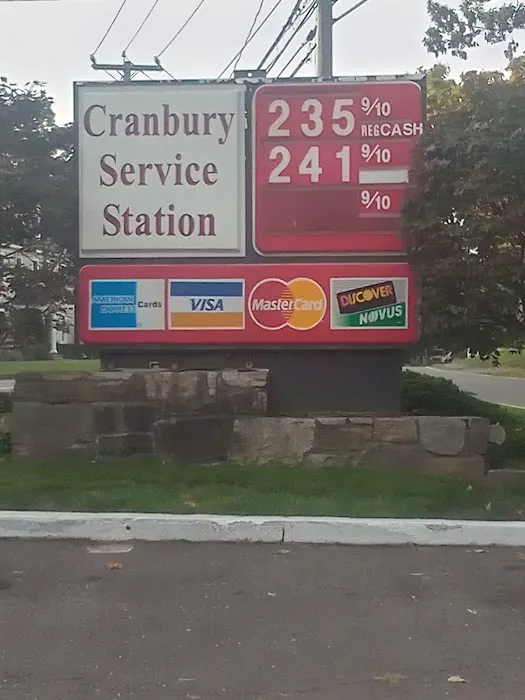 Cranbury
Service
Station
235 9/10
REG CASH
241 9/10
9/10
AMERICAN
EXPRESS
Cards
VISA
MasterCard
DISCOVER
NOVUS